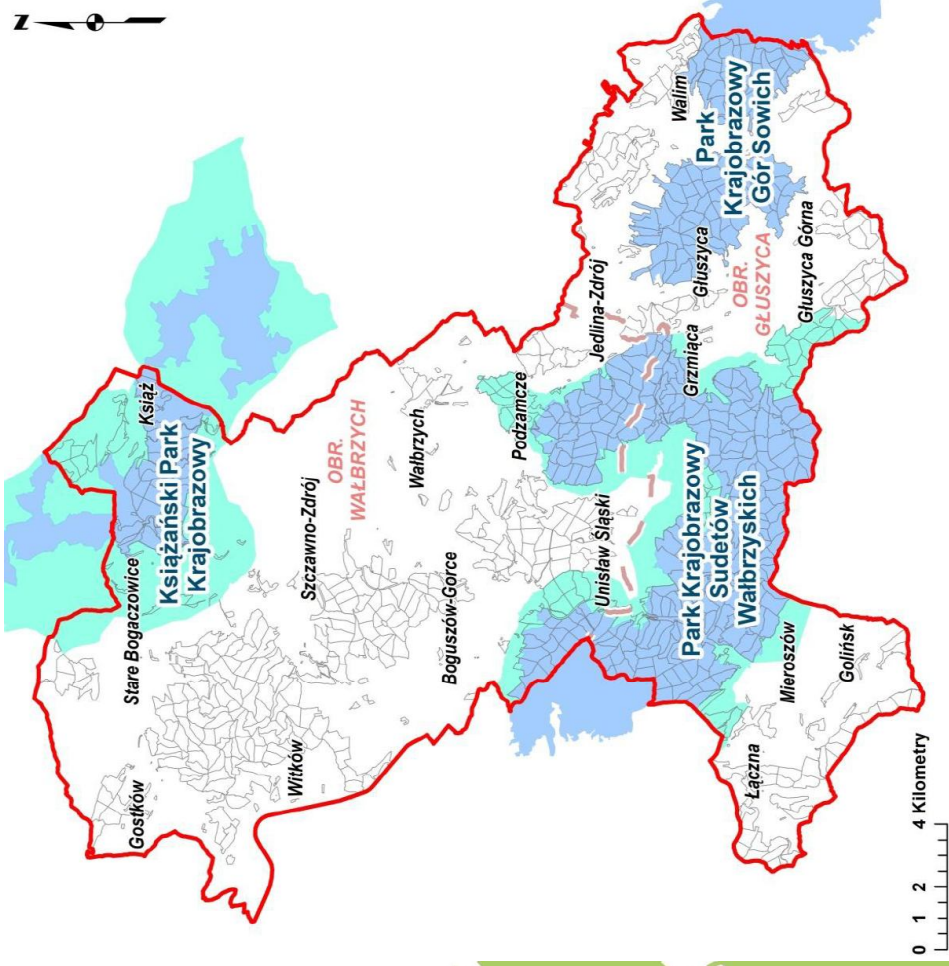 N
Książ
Książański Park
Krajobrazowy
Stare Bogaczowice
Gostków
Witków
Szczawno-Zdrój
OBR.
WAŁBRZYCH
Wałbrzych
Boguszów-Gorce
Podzamcze
Unisław Śląski
Jedlina-Zdrój
Walim
Park
Krajobrazowy
Gór Sowich
Głuszyca
OBR.
GŁUSZYCA
Głuszyca Górna
Grzmiąca
Park Krajobrazowy
Sudetów
Wałbrzyskich
Mieroszów
Golińsk
Łączna
0 1 2 4 Kilometry